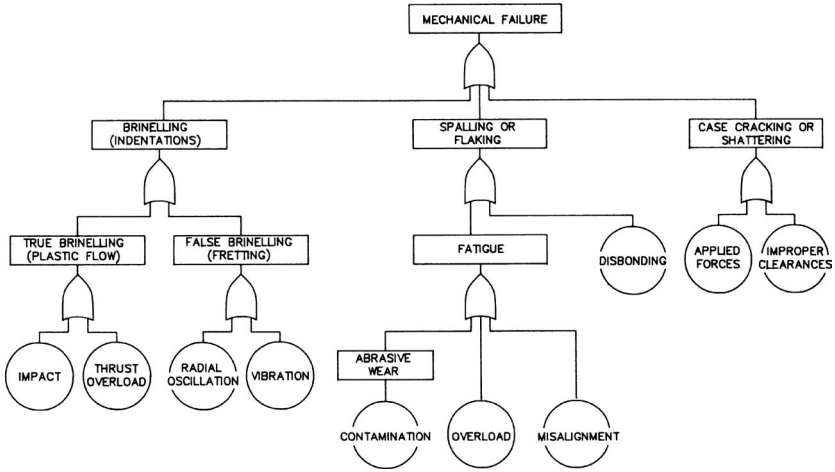 MECHANICAL FAILURE
BRINELLING
(INDENTATIONS)
SPALLING OR
FLAKING
CASE CRACKING OR
SHATTERING
TRUE BRINELLING
(PLASTIC FLOW)
FALSE BRINELLING
(FRETTING)
FATIGUE
DISBONDING
APPLIED
FORCES
IMPROPER
CLEARANCES
IMPACT
THRUST
OVERLOAD
RADIAL
OSCILLATION
VIBRATION
ABRASIVE
WEAR
CONTAMINATION
OVERLOAD
MISALIGNMENT